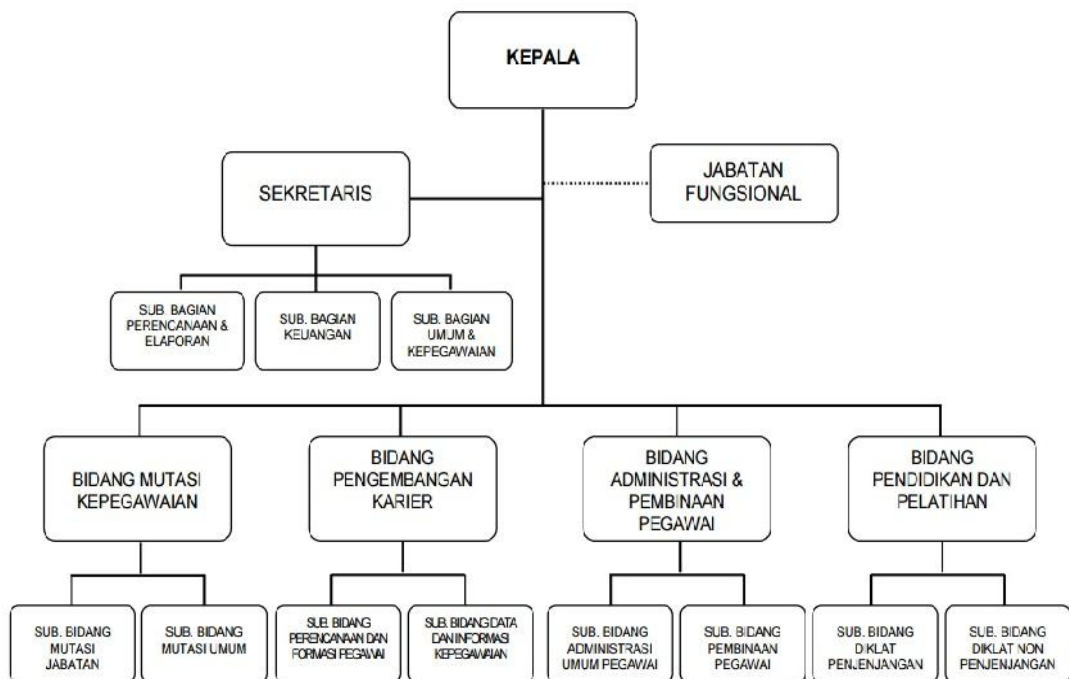 KEPALA
JABATAN
FUNGSIONAL
SEKRETARIS
SUB. BAGIAN
PERENCANAAN &
ELAPORAN
SUB. BAGIAN
KEUANGAN
SUB. BAGIAN
UMUM &
KEPEGAWAIAN
BIDANG MUTASI
KEPEGAWAIAN
BIDANG
PENGEMBANGAN
KARIER
BIDANG
ADMINISTRASI &
PEMBINAAN
PEGAWAI
BIDANG
PENDIDIKAN DAN
PELATIHAN
SUB. BIDANG
MUTASI
JABATAN
SUB. BIDANG
MUTASI UMUM
SUB. BIDANG
PERENCANAAN DAN
FORMASI PEGAWAI
SUB. BIDANG DATA
DAN INFORMASI
KEPEGAWAIAN
SUB. BIDANG
ADMINISTRASI
UMUM PEGAWAI
SUB. BIDANG
PEMBINAAN
PEGAWAI
SUB. BIDANG
DIKLAT
PENJENJANGAN
SUB. BIDANG
DIKLAT NON
PENJENJANGAN